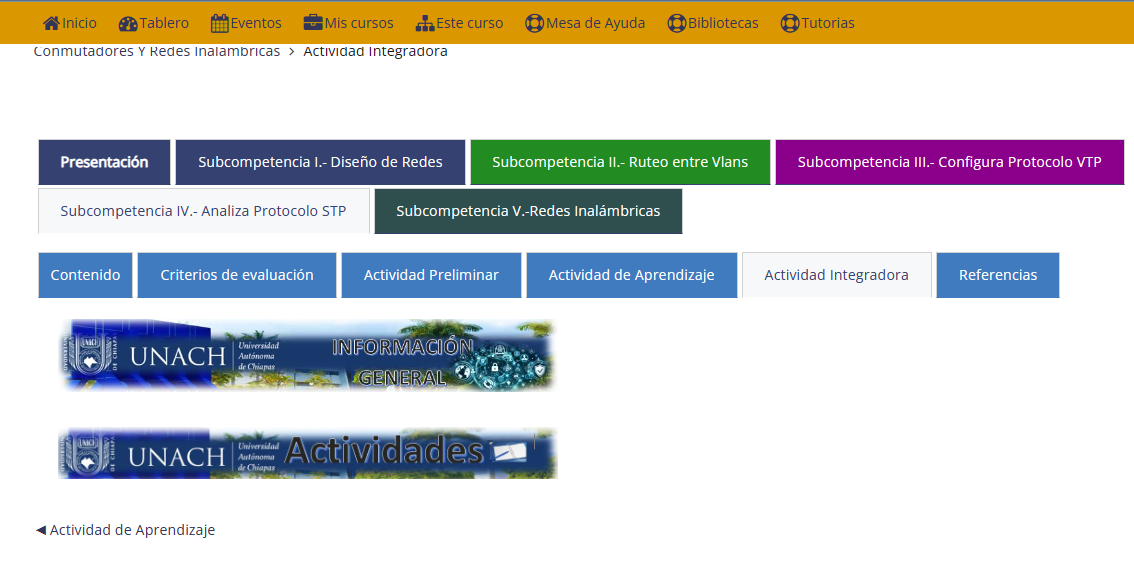 Inicio Tablero Eventos Mis cursos Este curso Mesa de Ayuda Bibliotecas Tutorias
Conmutadores Y Redes Inalámbricas > Actividad Integradora
Presentación Subcompetencia I.- Diseño de Redes Subcompetencia II.- Ruteo entre Vlans Subcompetencia III.- Configura Protocolo VTP
Subcompetencia IV.- Analiza Protocolo STP Subcompetencia V.-Redes Inalámbricas
Contenido Criterios de evaluación Actividad Preliminar Actividad de Aprendizaje Actividad Integradora Referencias
UNACH Universidad Autónoma de Chiapas INFORMACIÓN
GENERAL
UNACH Universidad Autónoma de Chiapas Actividades
◄ Actividad de Aprendizaje